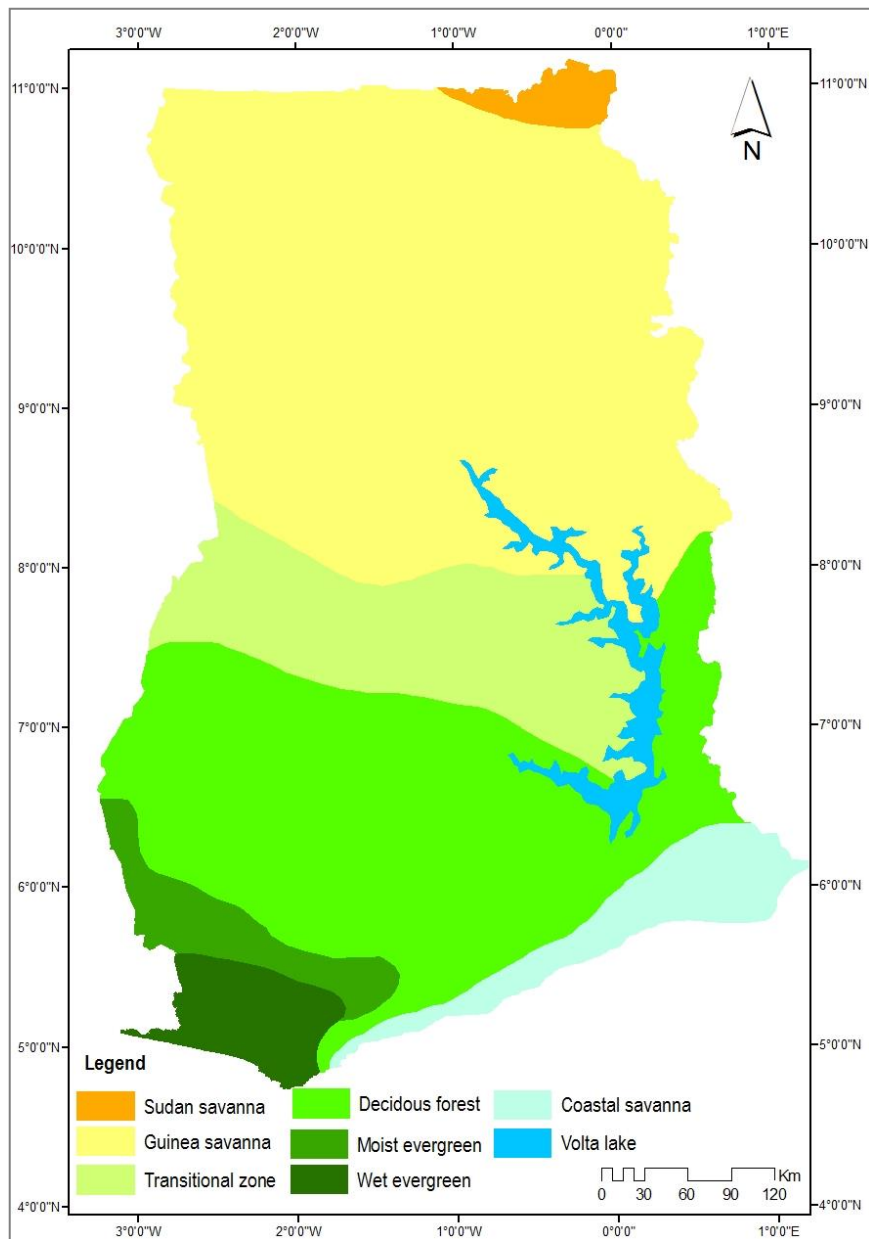 3°0'0"W 2°0'0"W 1°0'0"W 0°0'0" 1°0'0"E
11°0'0"N 11°0'0"N
N
10°0'0"N 10°0'0"N
9°0'0"N 9°0'0"N
8°0'0"N 8°0'0"N
7°0'0"N 7°0'0"N
6°0'0"N 6°0'0"N
5°0'0"N 5°0'0"N
Legend
Sudan savanna Decidous forest Coastal savanna
Guinea savanna Moist evergreen Volta lake
Transitional zone Wet evergreen
Km
0 30 60 90 120
4°0'0"N 4°0'0"N
3°0'0"W 2°0'0"W 1°0'0"W 0°0'0" 1°0'0"E